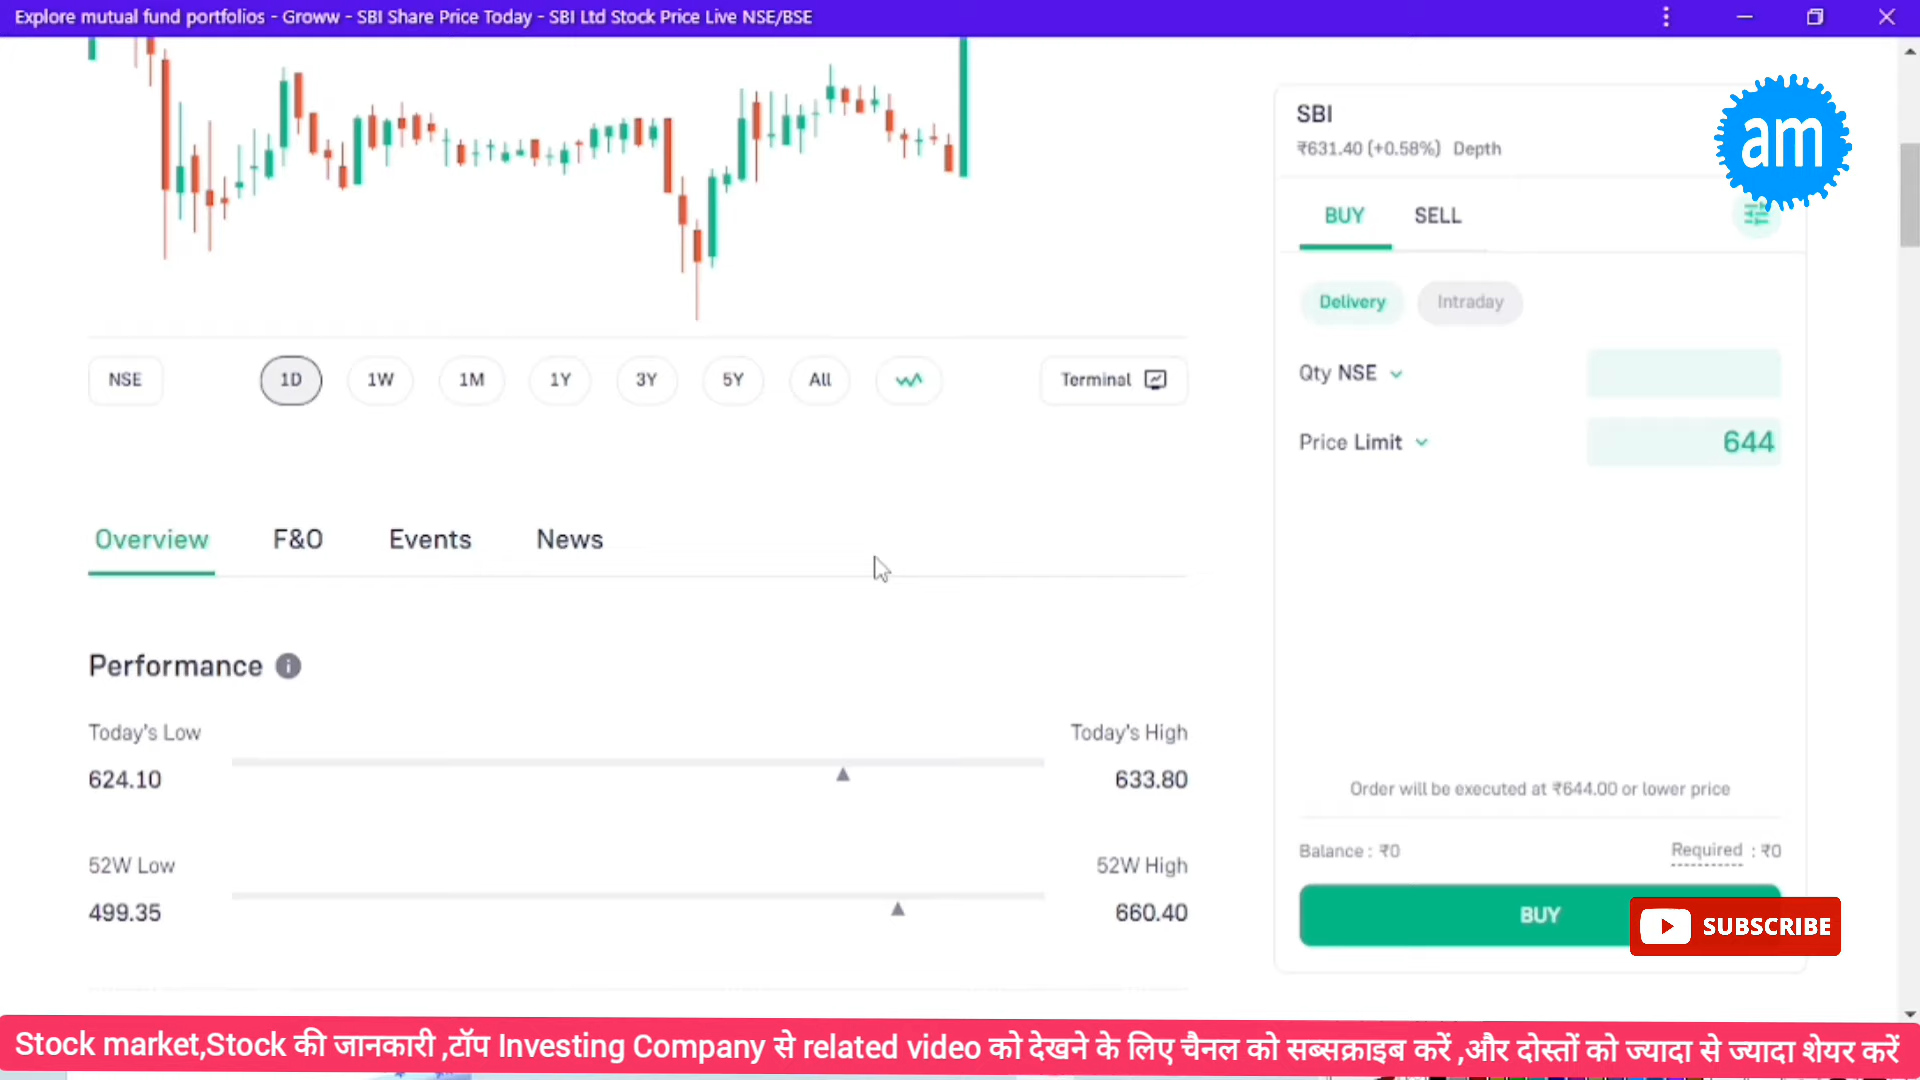 Explore mutual fund portfolios - Groww - SBI Share Price Today - SBI Ltd Stock Price Live NSE/BSE
am
SBI
₹631.40 (+0.58%) Depth
BUY SELL
Delivery Intraday
Qty NSE
Price Limit 644
Order will be executed at ₹644.00 or lower price
Balance : ₹0 Required : ₹0
BUY
SUBSCRIBE
NSE 1D 1W 1M 1Y 3Y 5Y All Terminal
Overview F&O Events News
Performance
Today's Low Today's High
624.10 633.80
52W Low 52W High
499.35 660.40
Stock market,Stock की जानकारी ,टॉप Investing Company से related video को देखने के लिए चैनल को सब्सक्राइब करें ,और दोस्तों को ज्यादा से ज्यादा शेयर करें